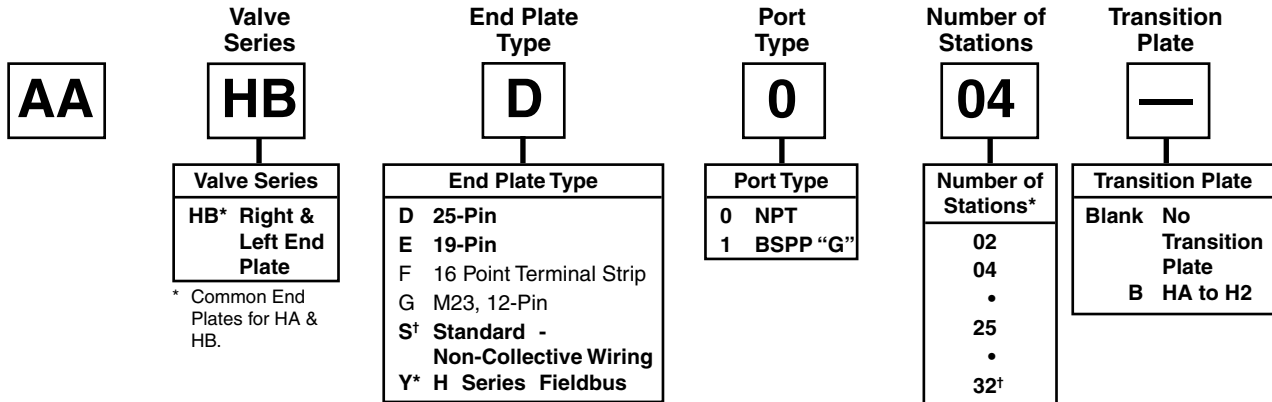 Valve Series
End Plate Type
Port Type
Number of Stations
Transition Plate
AA
HB
D
0
04
—
Valve Series
HB* Right &
Left End
Plate
* Common End
Plates for HA &
HB.
End Plate Type
D 25-Pin
E 19-Pin
F 16 Point Terminal Strip
G M23, 12-Pin
S† Standard -
Non-Collective Wiring
Y* H Series Fieldbus
Port Type
0 NPT
1 BSPP “G”
Number of
Stations*
02
04
•
25
•
32†
Transition Plate
Blank No
Transition
Plate
B HA to H2